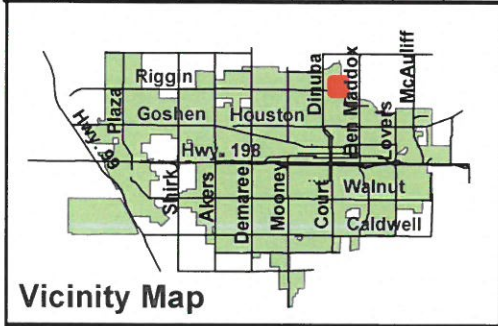 Riggin
Plaza
Goshen
Houston
Dinuba
Ben Maddox
McAuliff
Lovers
Hwy. 99
Hwy. 198
Shirk
Akers
Demaree
Mooney
Court
Walnut
Caldwell
Vicinity Map